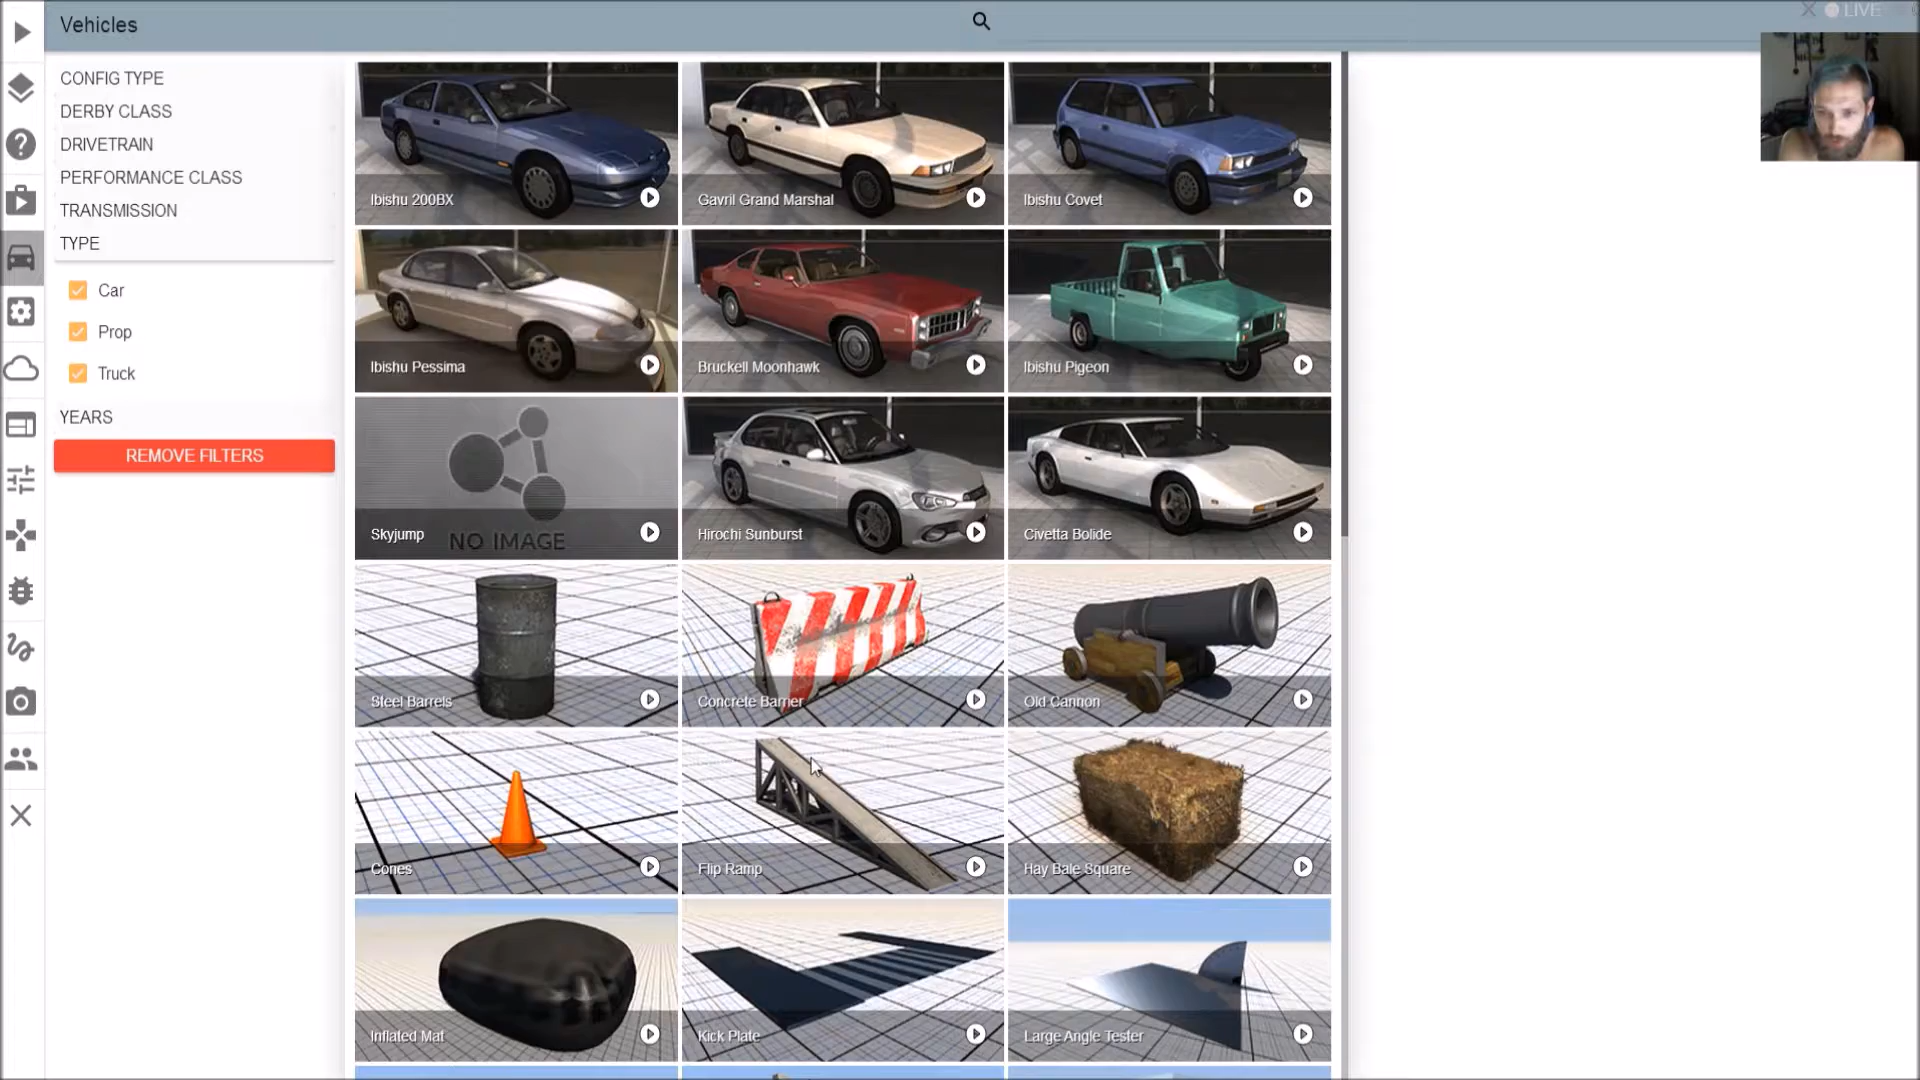 Vehicles
LIVE
CONFIG TYPE
DERBY CLASS
DRIVETRAIN
PERFORMANCE CLASS
TRANSMISSION
TYPE
Car
Prop
Truck
YEARS
REMOVE FILTERS
Ibishu 200BX
Gavril Grand Marshal
Ibishu Covet
Ibishu Pessima
Bruckell Moonhawk
Ibishu Pigeon
Skyjump
NO IMAGE
Hirochi Sunburst
Civetta Bolide
Steel Barrels
Concrete Barrier
Old Cannon
Cones
Flip Ramp
Hay Bale Square
Inflated Mat
Kick Plate
Large Angle Tester